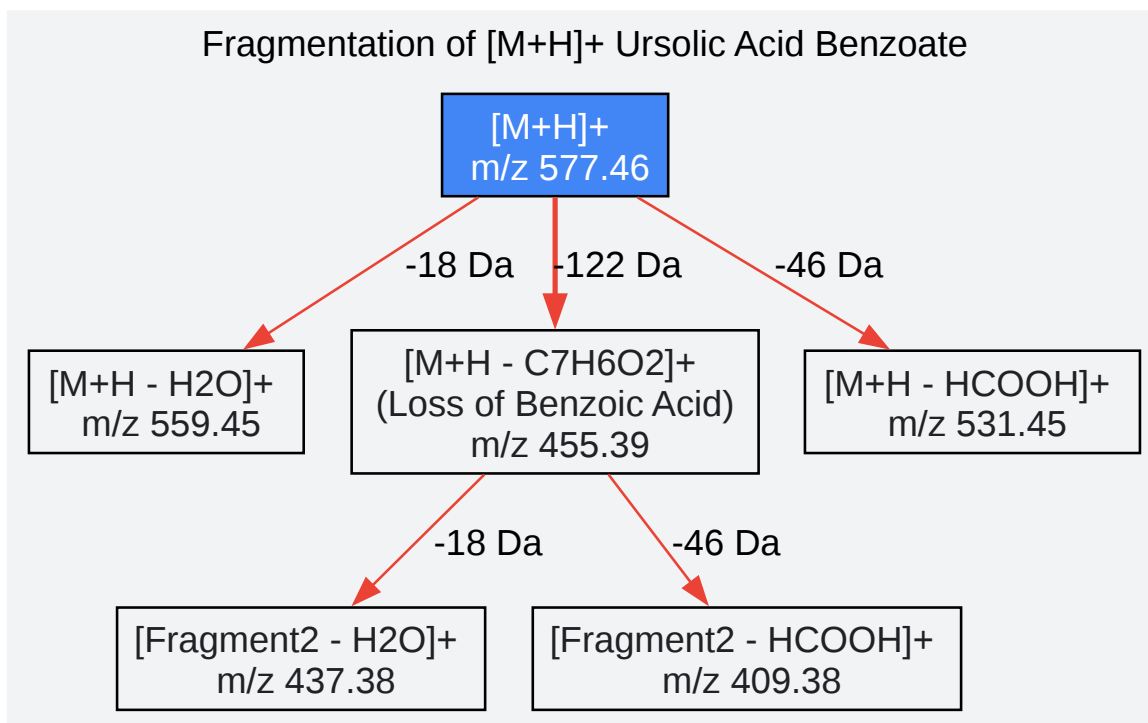 Fragmentation of [M+H]+ Ursolic Acid Benzoate
[M+H]+
m/z 577.46
-18 Da
-122 Da
-46 Da
[M+H - H2O]+
m/z 559.45
[M+H - C7H6O2]+
(Loss of Benzoic Acid)
m/z 455.39
[M+H - HCOOH]+
m/z 531.45
-18 Da
-46 Da
[Fragment2 - H2O]+
m/z 437.38
[Fragment2 - HCOOH]+
m/z 409.38